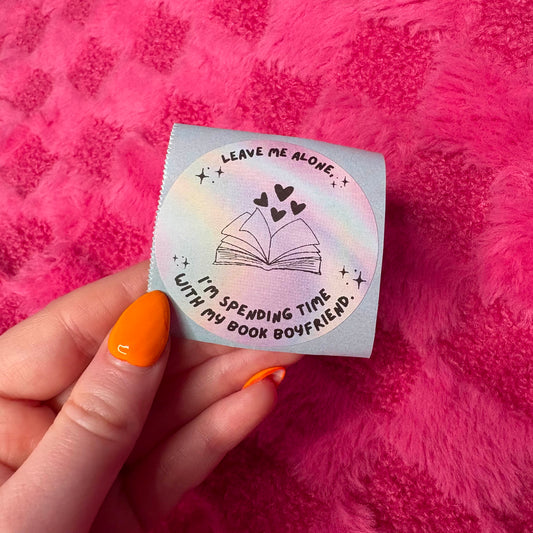 LEAVE ME ALONE,
I'M SPENDING TIME
WITH MY BOOK BOYFRIEND.